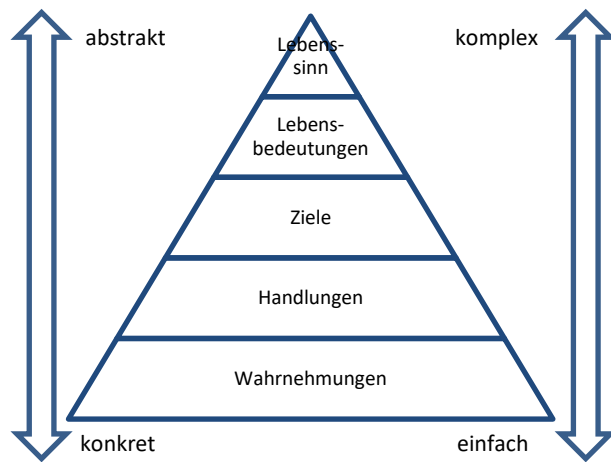 abstrakt
komplex
Lebens-
sinn
Lebens-
bedeutungen
Ziele
Handlungen
Wahrnehmungen
konkret
einfach